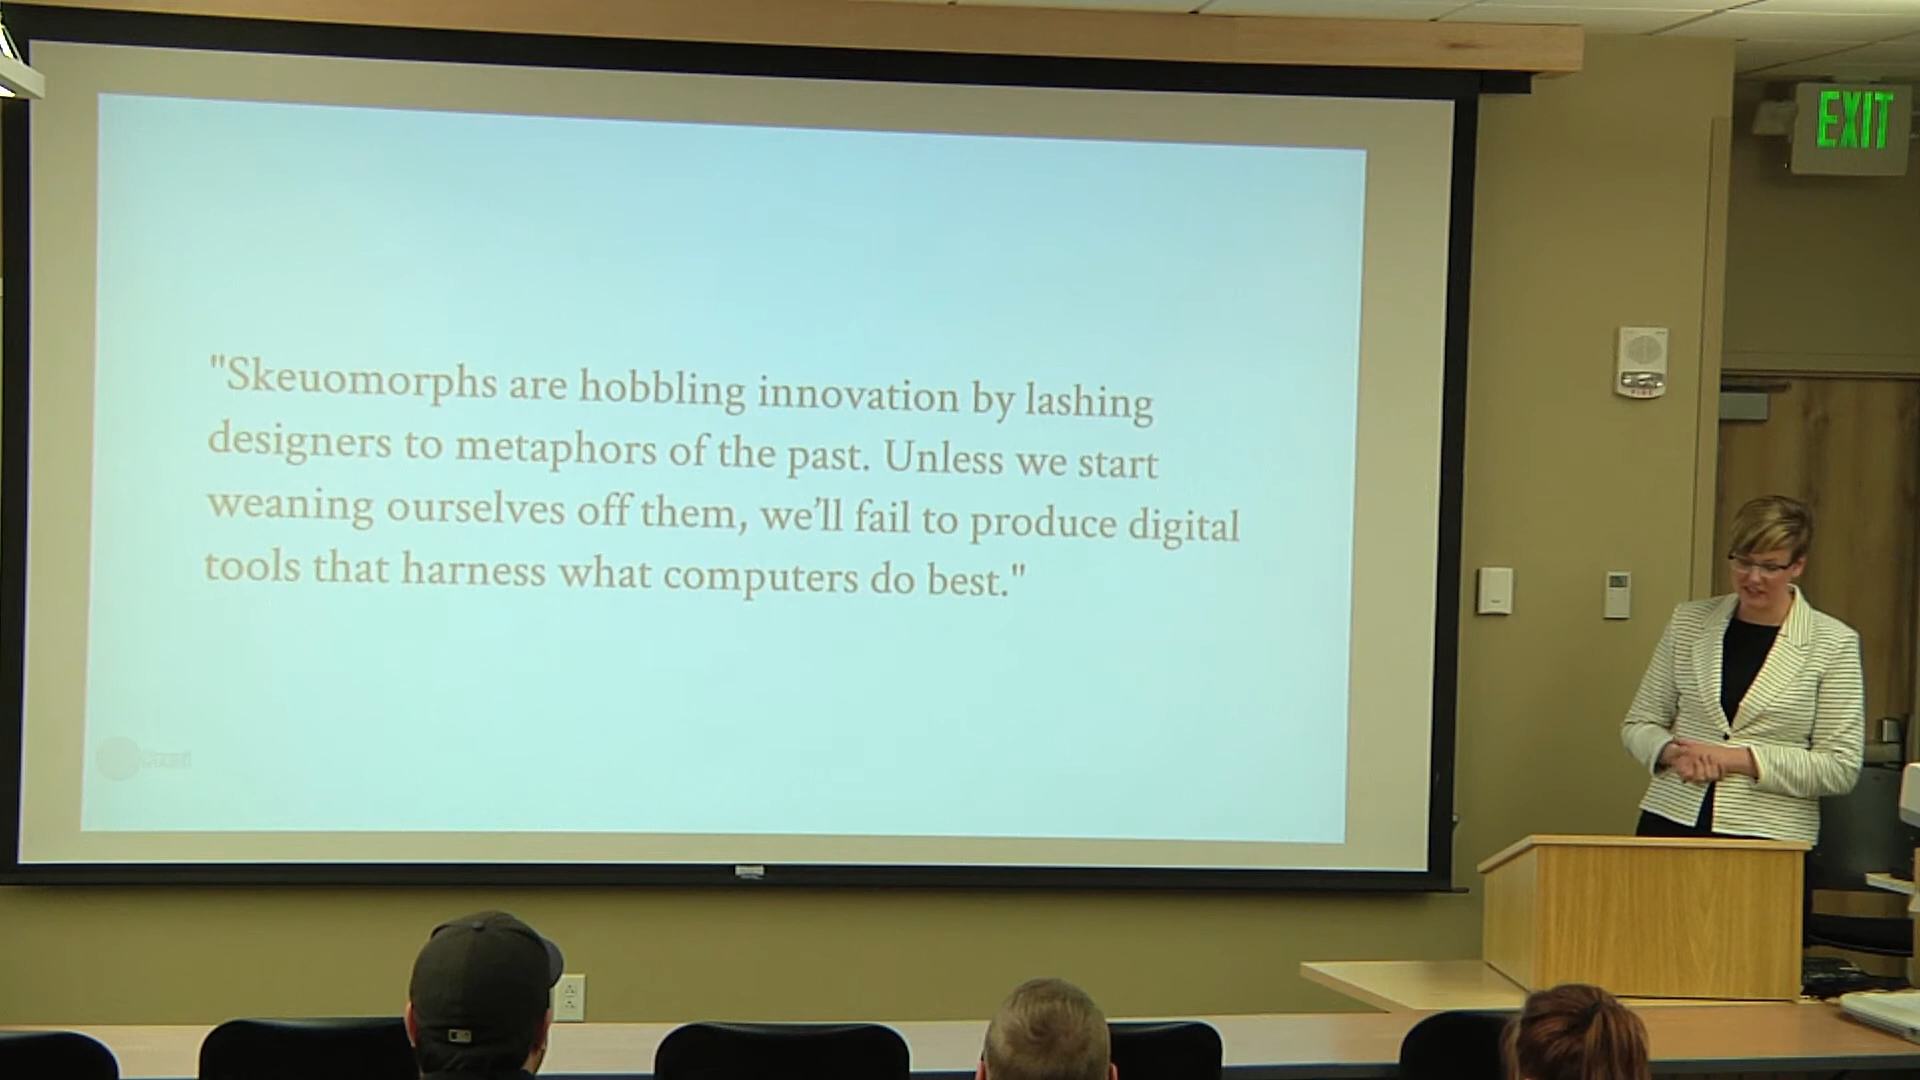 EXIT
"Skeuomorphs are hobbling innovation by lashing
designers to metaphors of the past. Unless we start
weaning ourselves off them, we'll fail to produce digital
tools that harness what computers do best."
FIRE